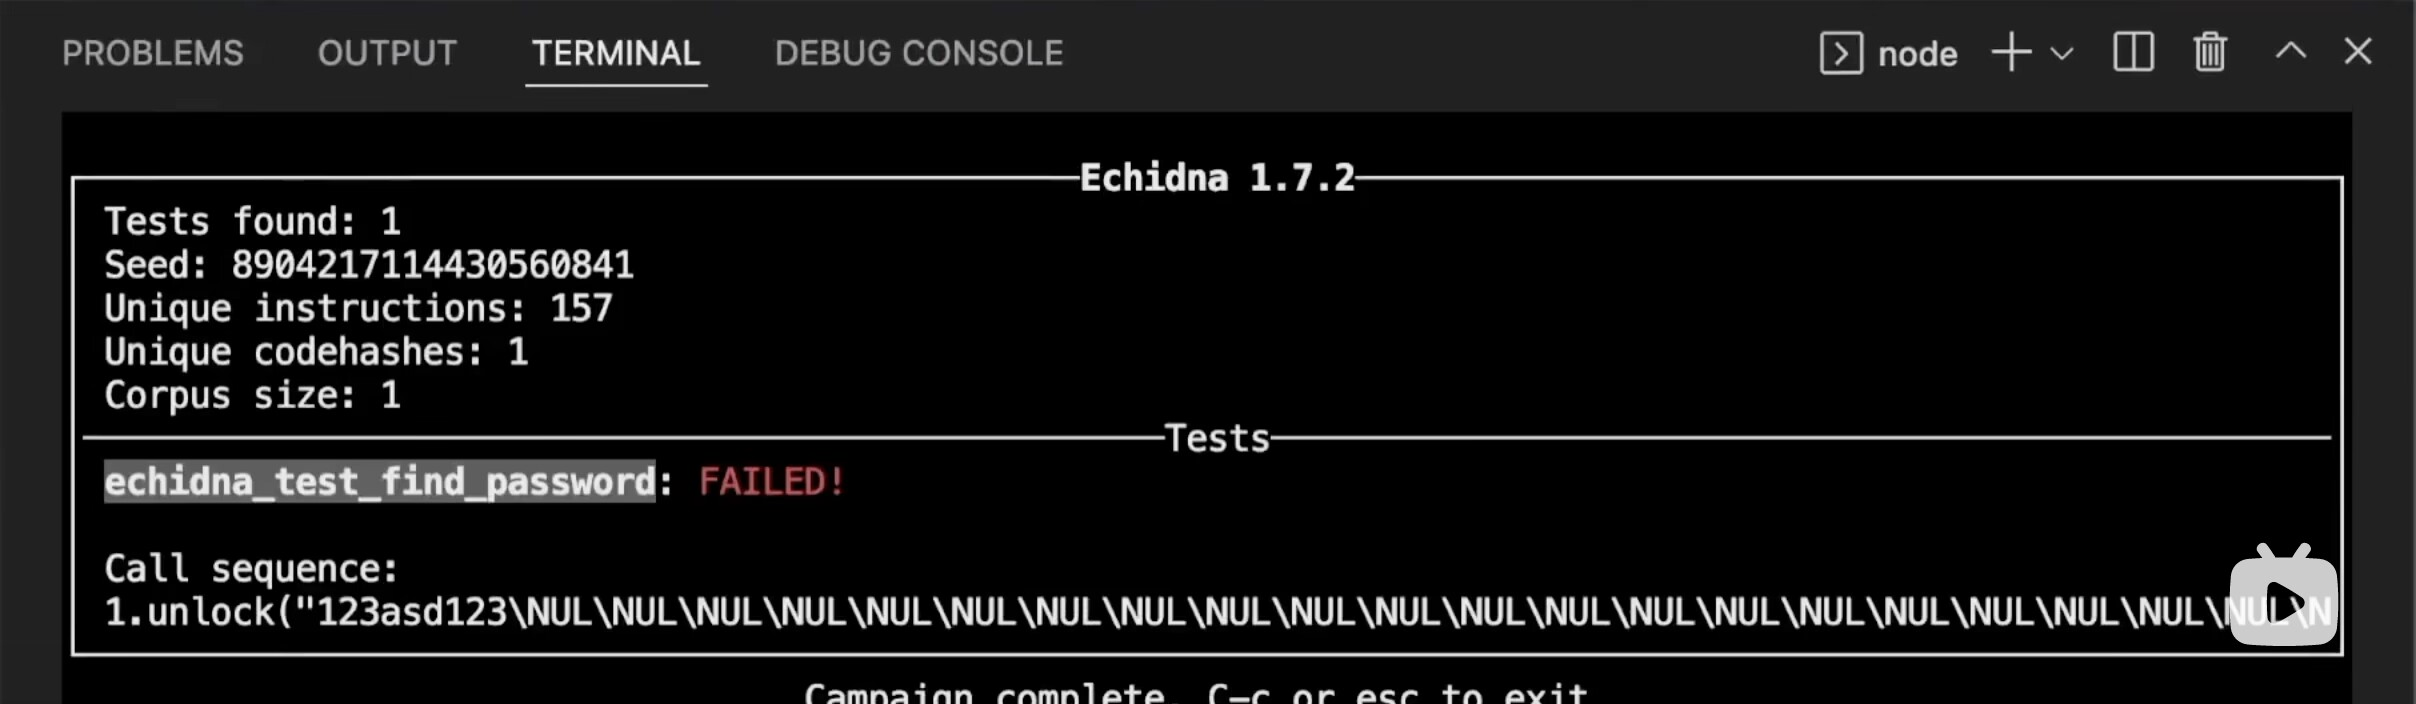 PROBLEMS OUTPUT TERMINAL DEBUG CONSOLE node
Echidna 1.7.2
Tests found: 1
Seed: 8904217114430560841
Unique instructions: 157
Unique codehashes: 1
Corpus size: 1
Tests
echidna_test_find_password: FAILED!
Call sequence:
1.unlock("123asd123\NUL\NUL\NUL\NUL\NUL\NUL\NUL\NUL\NUL\NUL\NUL\NUL\NUL\NUL\NUL\NUL\NUL\NUL\NUL\NUL\NUL\N
Campaign complete, C-c or esc to exit